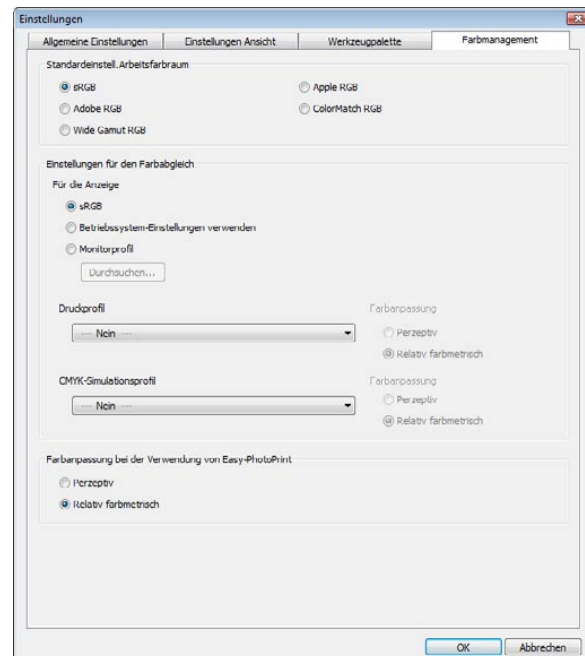 Einstellungen
Allgemeine Einstellungen Einstellungen Ansicht Werkzeugpalette Farbmanagement
Standardeinstell.Arbeitsfarbraum
sRGB Apple RGB
Adobe RGB ColorMatch RGB
Wide Gamut RGB
Einstellungen für den Farbabgleich
Für die Anzeige
sRGB
Betriebssystem-Einstellungen verwenden
Monitorprofil
Durchsuchen...
Druckprofil Farbanpassung
--- Nein --- Perzeptiv
Relativ farbmetrisch
CMYK-Simulationsprofil Farbanpassung
--- Nein --- Perzeptiv
Relativ farbmetrisch
Farbanpassung bei der Verwendung von Easy-PhotoPrint
Perzeptiv
Relativ farbmetrisch
OK Abbrechen